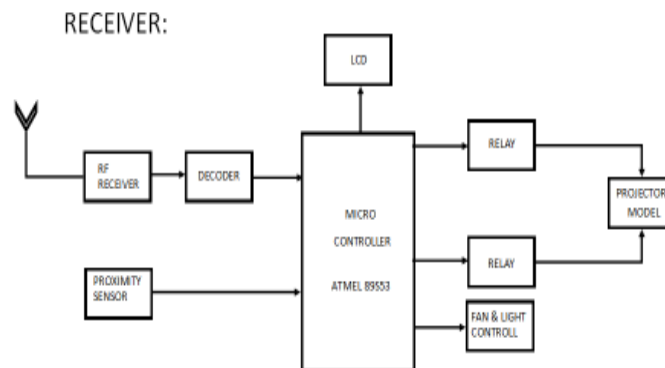 RECEIVER:
LCD
RF
RECEIVER
DECODER
RELAY
MICRO
CONTROLLER
ATMEL 89S53
PROJECTOR
MODEL
PROXIMITY
SENSOR
RELAY
FAN & LIGHT
CONTROLL